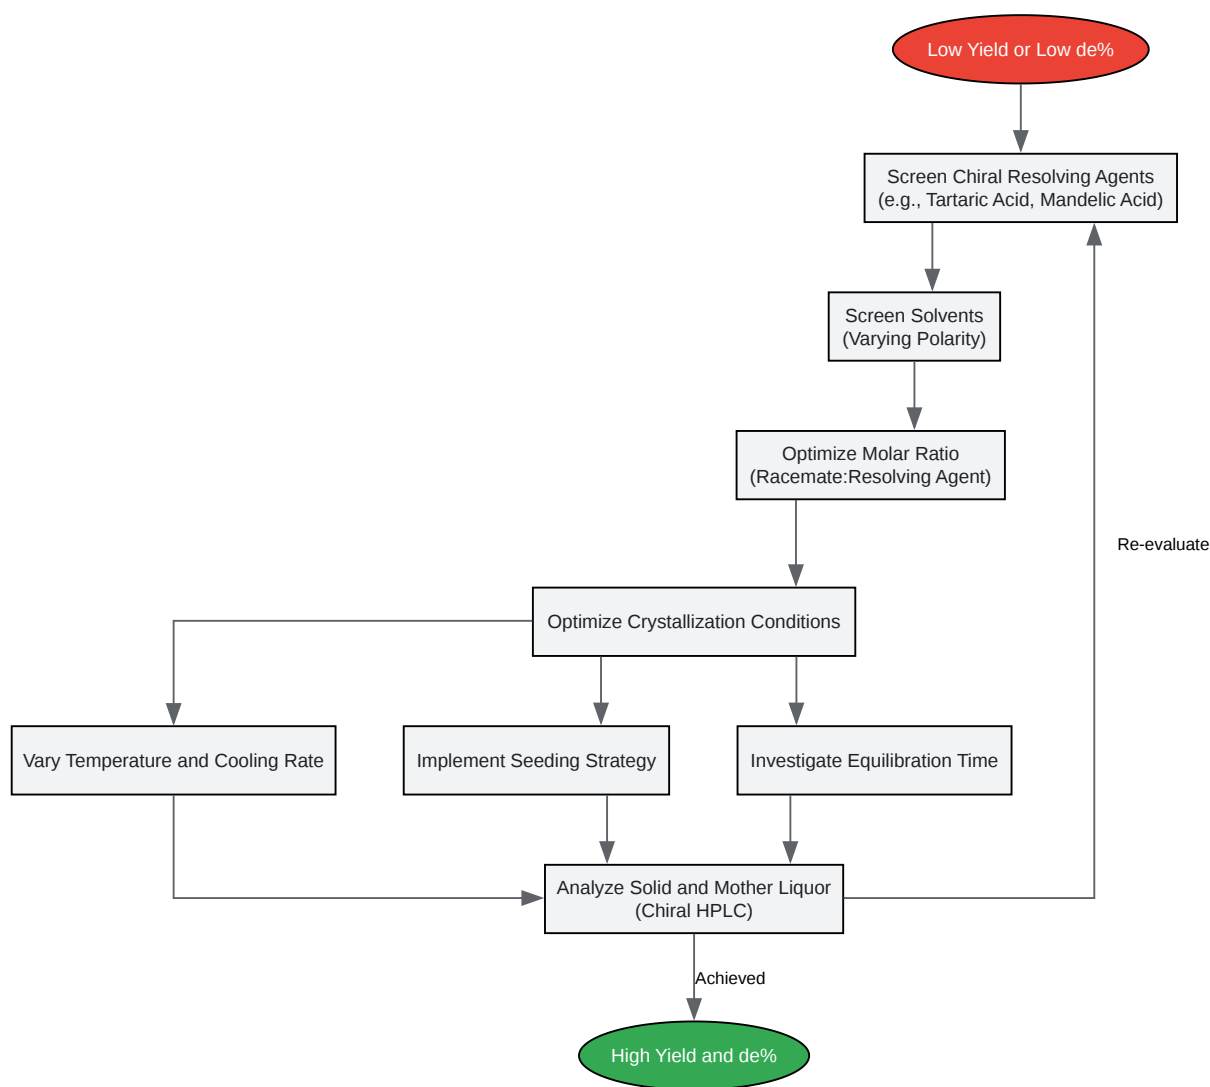 Low Yield or Low de%
Screen Chiral Resolving Agents
(e.g., Tartaric Acid, Mandelic Acid)
Screen Solvents
(Varying Polarity)
Optimize Molar Ratio
(Racemate:Resolving Agent)
Re-evaluate
Optimize Crystallization Conditions
Vary Temperature and Cooling Rate
Implement Seeding Strategy
Investigate Equilibration Time
Analyze Solid and Mother Liquor
(Chiral HPLC)
Achieved
High Yield and de%